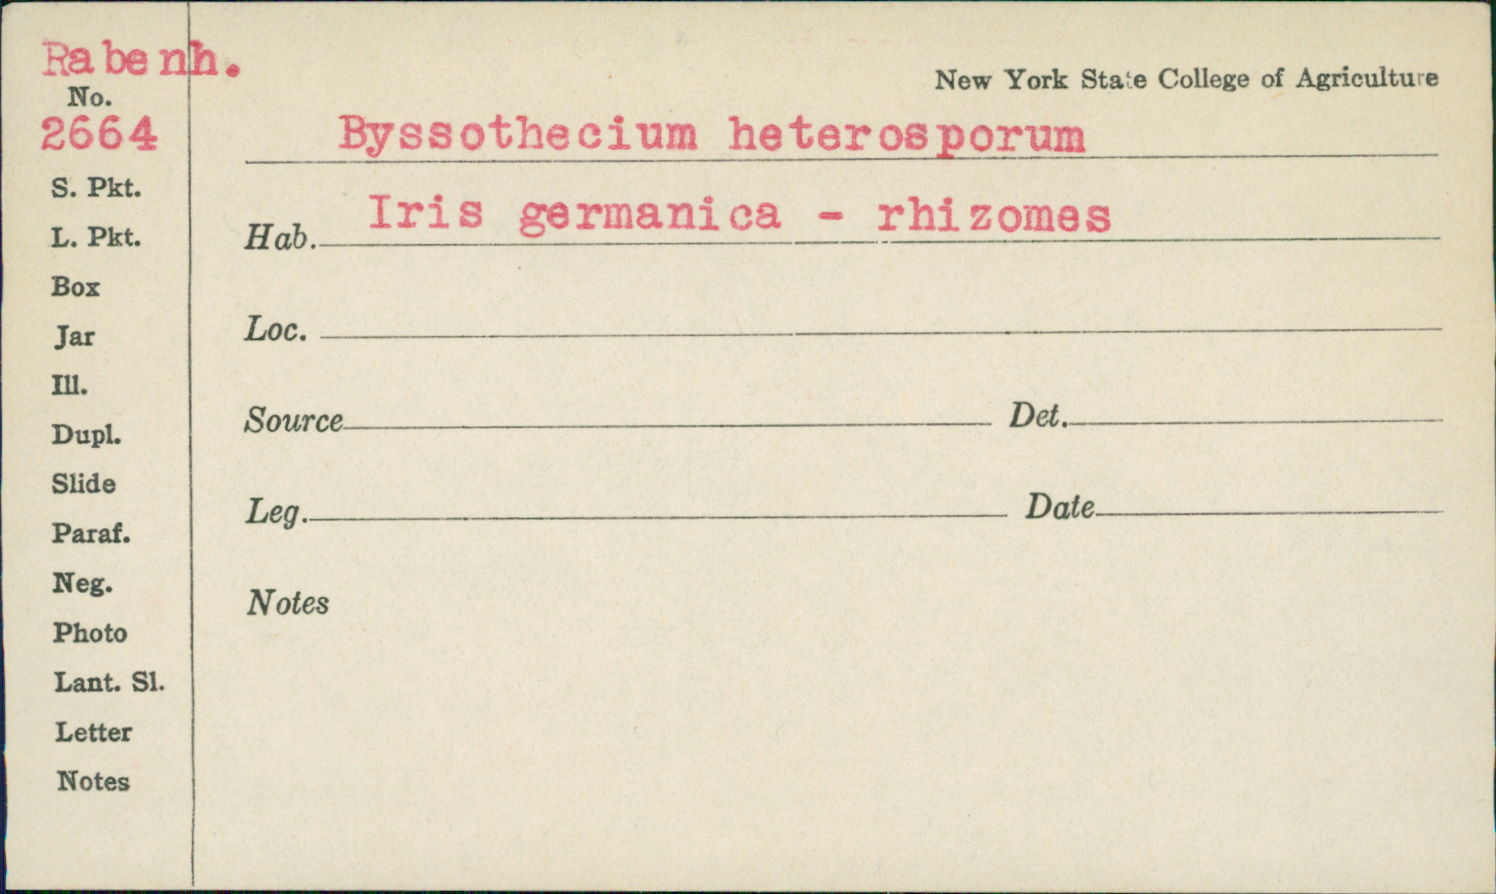 Rabenh.
New York State College of Agriculture
No.
2664
Byssothecium heterosporum
S. Pkt.
Hab. Iris germanica - rhizomes
L. Pkt.
Box
Loc.
Jar
Ill.
Source Det.
Dupl.
Slide
Leg. Date
Paraf.
Neg.
Notes
Photo
Lant. Sl.
Letter
Notes